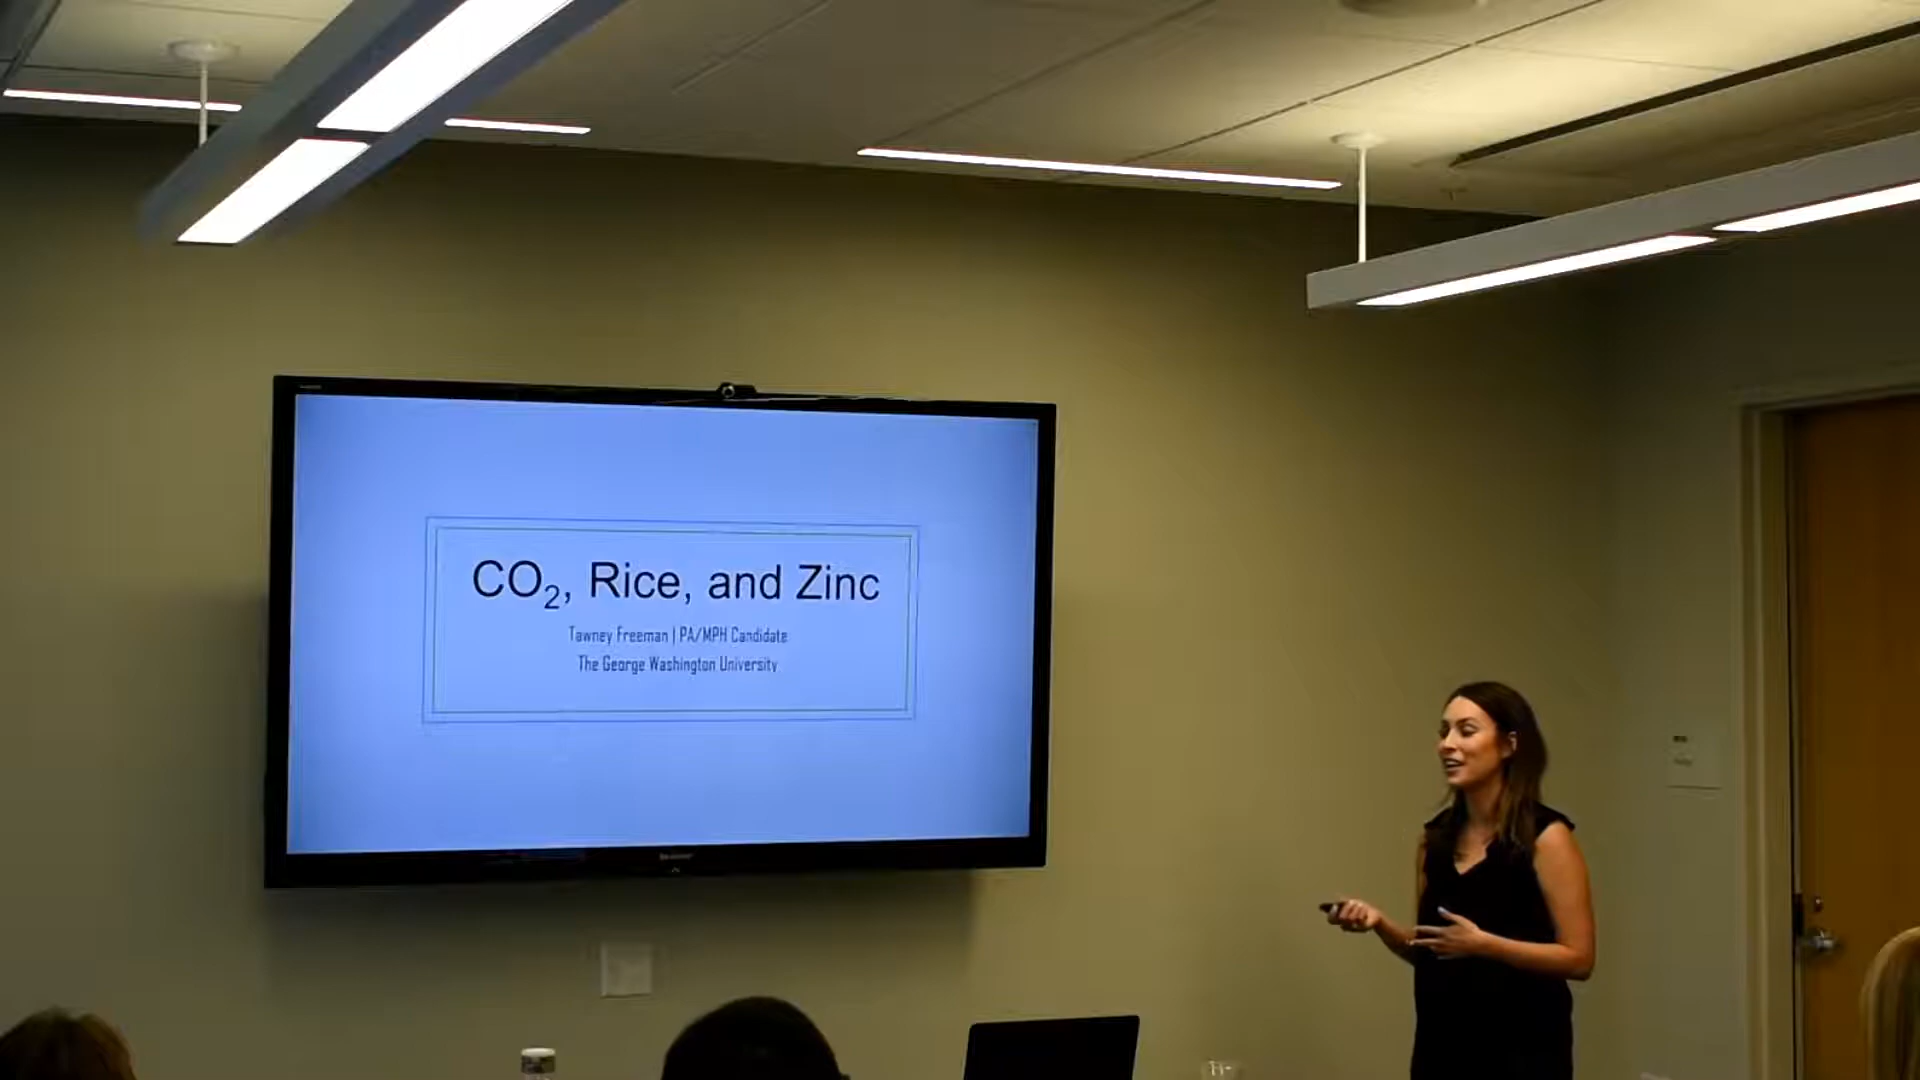 CO₂, Rice, and Zinc
Tawney Freeman | PA/MPH Candidate
The George Washington University